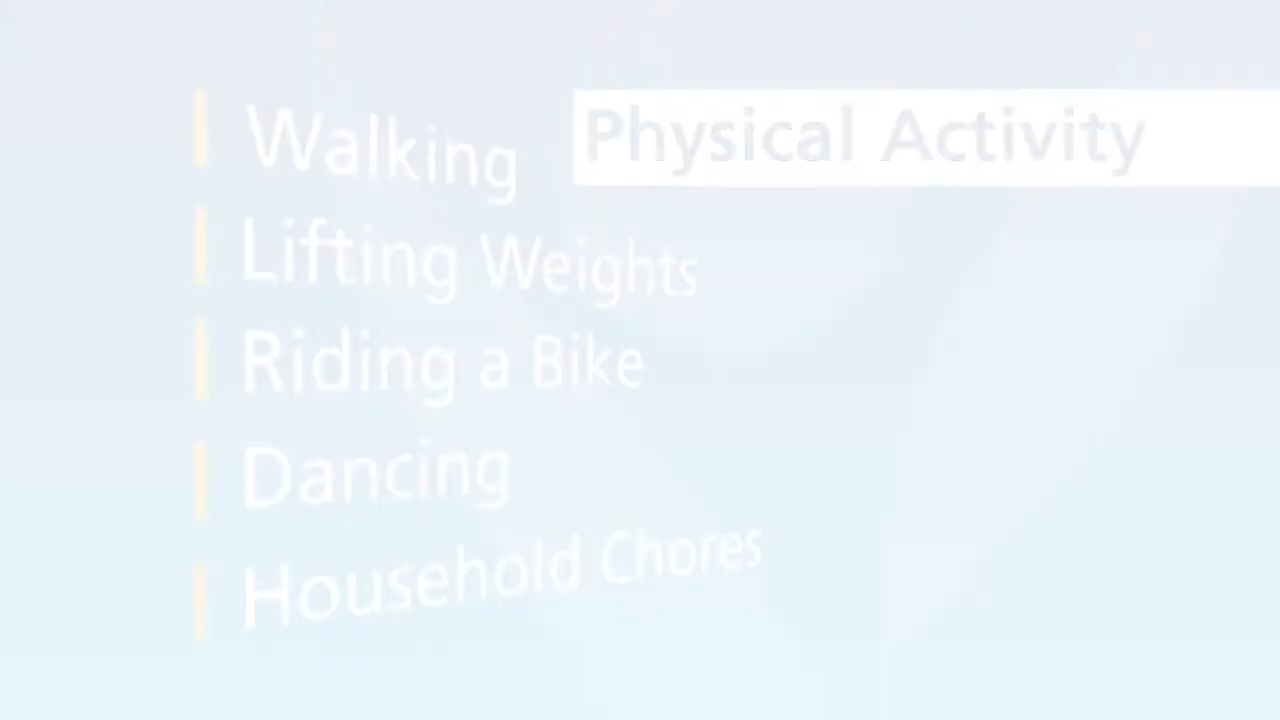 Physical Activity
Walking
Lifting Weights
Riding a Bike
Dancing
Household Chores